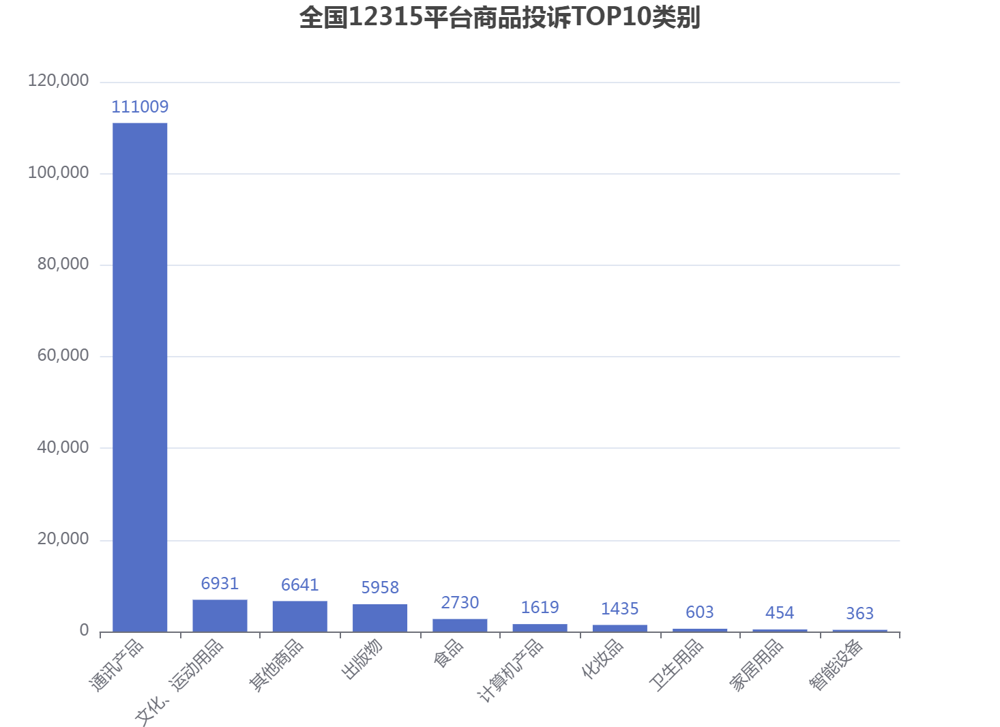 全国12315平台商品投诉TOP10类别
120,000
100,000
80,000
60,000
40,000
20,000
0
111009
6931
6641
5958
2730
1619
1435
603
454
363
通讯产品
文化、运动用品
其他商品
出版物
食品
计算机产品
化妆品
卫生用品
家居用品
智能设备